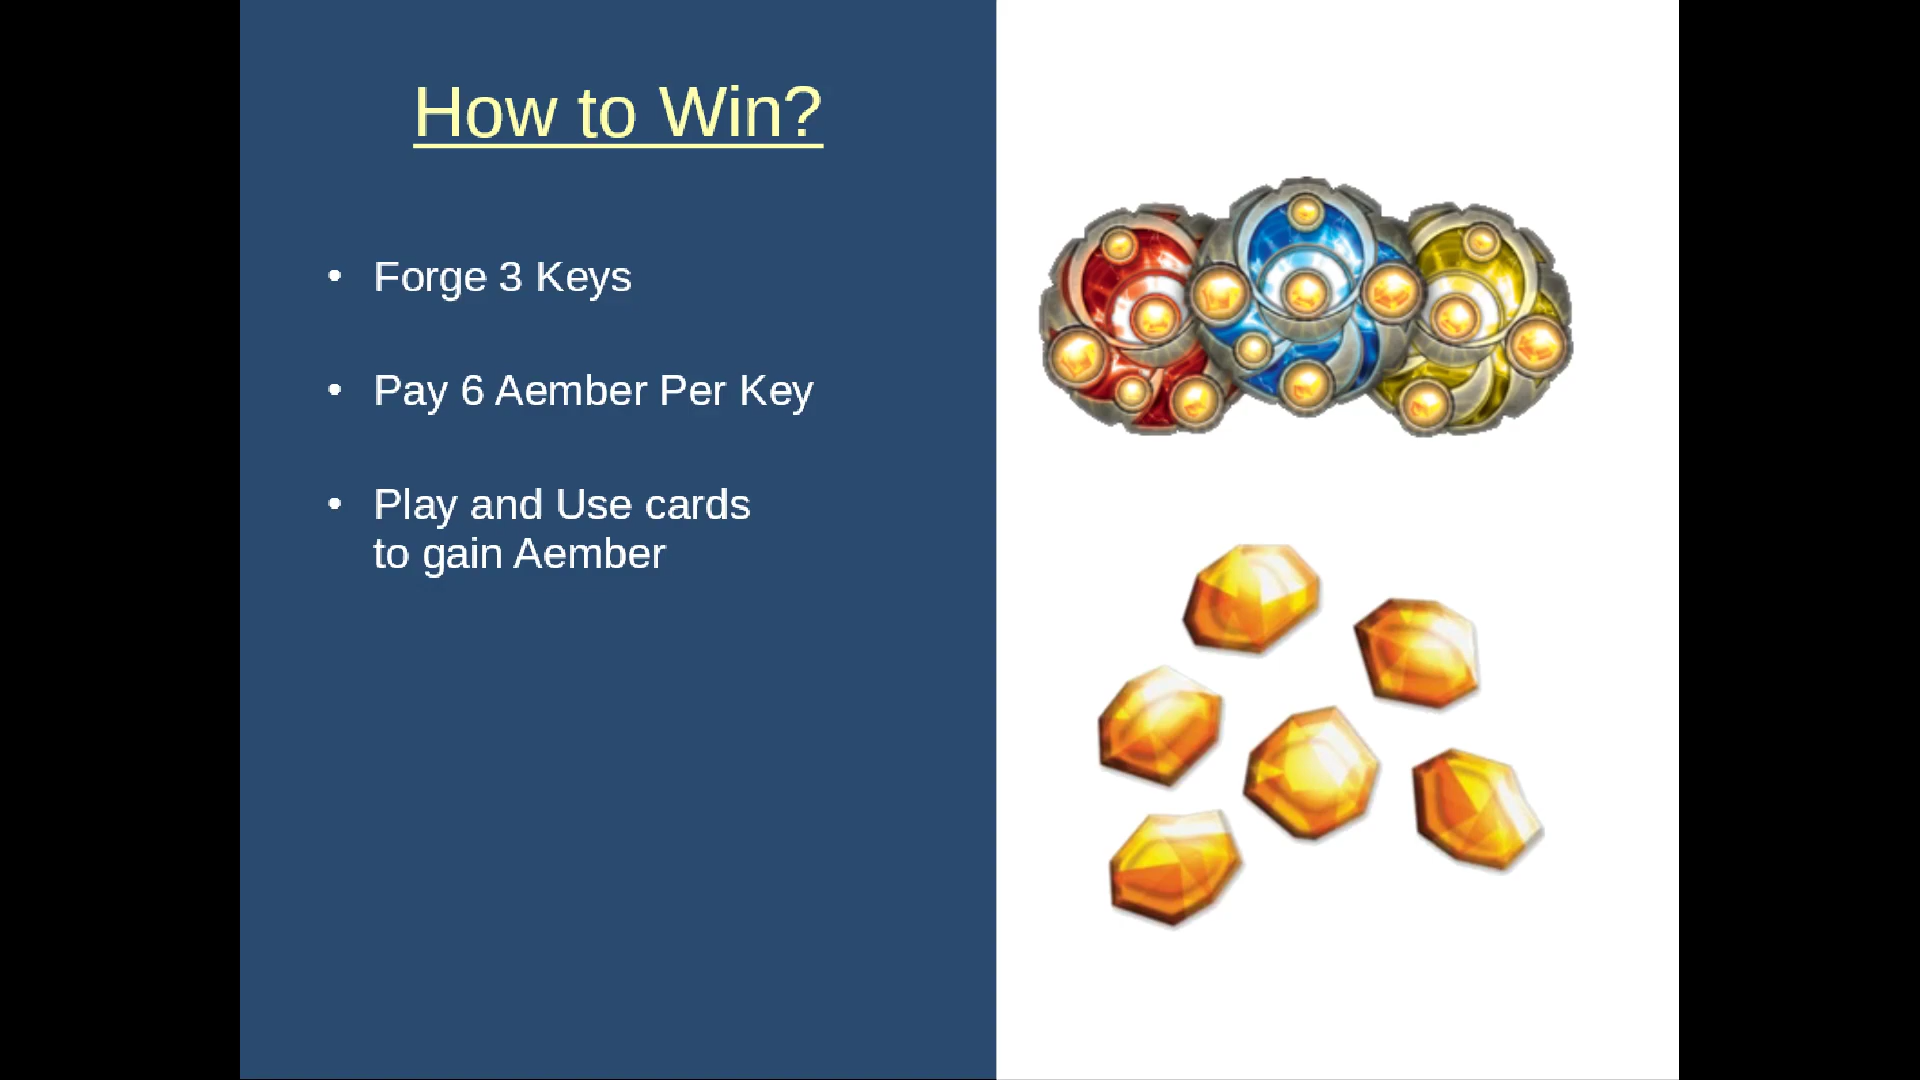 How to Win?
• Forge 3 Keys
• Pay 6 Aember Per Key
• Play and Use cards
to gain Aember